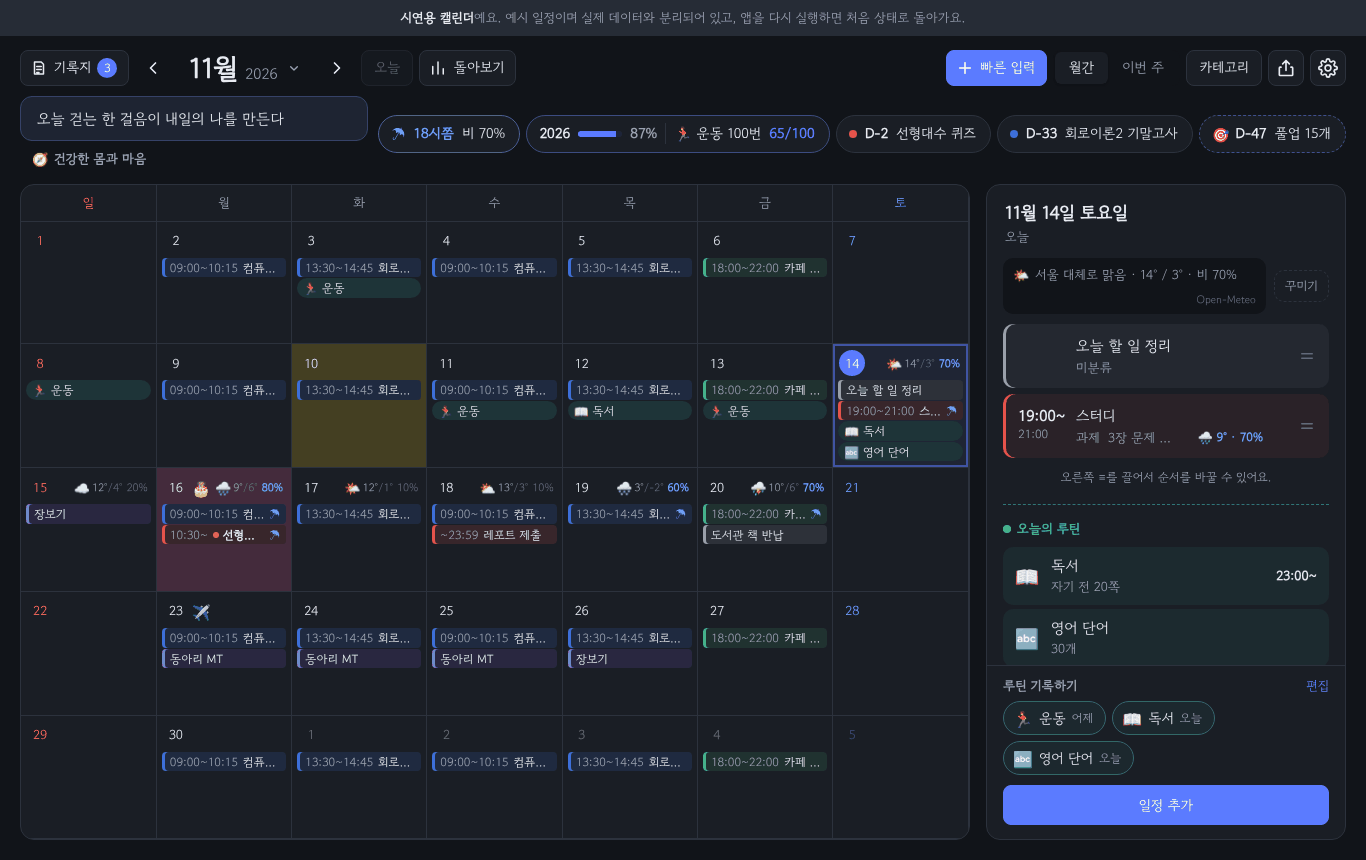 시연용 캘린더예요. 예시 일정이며 실제 데이터와 분리되어 있고, 앱을 다시 실행하면 처음 상태로 돌아가요.
기록지 3 11월 2026 오늘 돌아보기 빠른 입력 월간 이번 주 카테고리
오늘 걷는 한 걸음이 내일의 나를 만든다
건강한 몸과 마음
18시쯤 비 70% 2026 87% 운동 100번 65/100 D-2 선형대수 퀴즈 D-33 회로이론2 기말고사 D-47 풀업 15개
일 월 화 수 목 금 토
1 2 3 4 5 6 7
09:00~10:15 컴퓨... 13:30~14:45 회로... 09:00~10:15 컴퓨... 13:30~14:45 회로... 18:00~22:00 카페 ...
운동
8 9 10 11 12 13 14 14°/3° 70%
운동 09:00~10:15 컴퓨... 13:30~14:45 회로... 09:00~10:15 컴퓨... 13:30~14:45 회로... 18:00~22:00 카페 ... 오늘 할 일 정리
운동 독서 운동 19:00~21:00 스...
독서
abc 영어 단어
15 12°/4° 20% 16 9°/6° 80% 17 12°/1° 10% 18 13°/3° 10% 19 3°/-2° 60% 20 10°/6° 70% 21
장보기 09:00~10:15 컴... 13:30~14:45 회로... 09:00~10:15 컴퓨... 13:30~14:45 회... 18:00~22:00 카...
10:30~ 선형... ~23:59 레포트 제출 도서관 책 반납
22 23 24 25 26 27 28
09:00~10:15 컴퓨... 13:30~14:45 회로... 09:00~10:15 컴퓨... 13:30~14:45 회로... 18:00~22:00 카페 ...
동아리 MT 동아리 MT 동아리 MT 장보기
29 30 1 2 3 4 5
09:00~10:15 컴퓨... 13:30~14:45 회로... 09:00~10:15 컴퓨... 13:30~14:45 회로... 18:00~22:00 카페 ...
11월 14일 토요일
오늘
서울 대체로 맑음 · 14° / 3° · 비 70%
Open-Meteo
꾸미기
오늘 할 일 정리
미분류
19:00~ 스터디
21:00 과제 3장 문제 ... 9° · 70%
오른쪽 ≡를 끌어서 순서를 바꿀 수 있어요.
오늘의 루틴
독서
자기 전 20쪽
23:00~
abc 영어 단어
30개
루틴 기록하기 편집
운동 어제 독서 오늘
abc 영어 단어 오늘
일정 추가